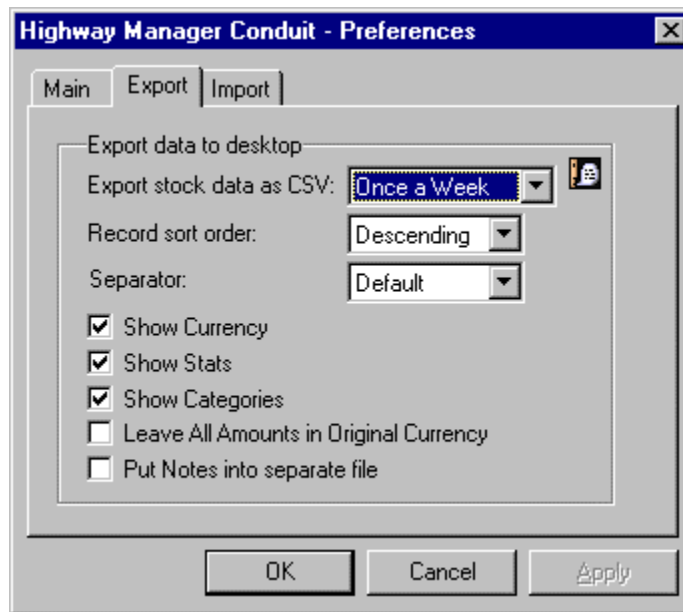 Highway Manager Conduit - Preferences
Main Export Import
Export data to desktop
Export stock data as CSV: Once a Week
Record sort order: Descending
Separator: Default
Show Currency
Show Stats
Show Categories
Leave All Amounts in Original Currency
Put Notes into separate file
OK Cancel Apply